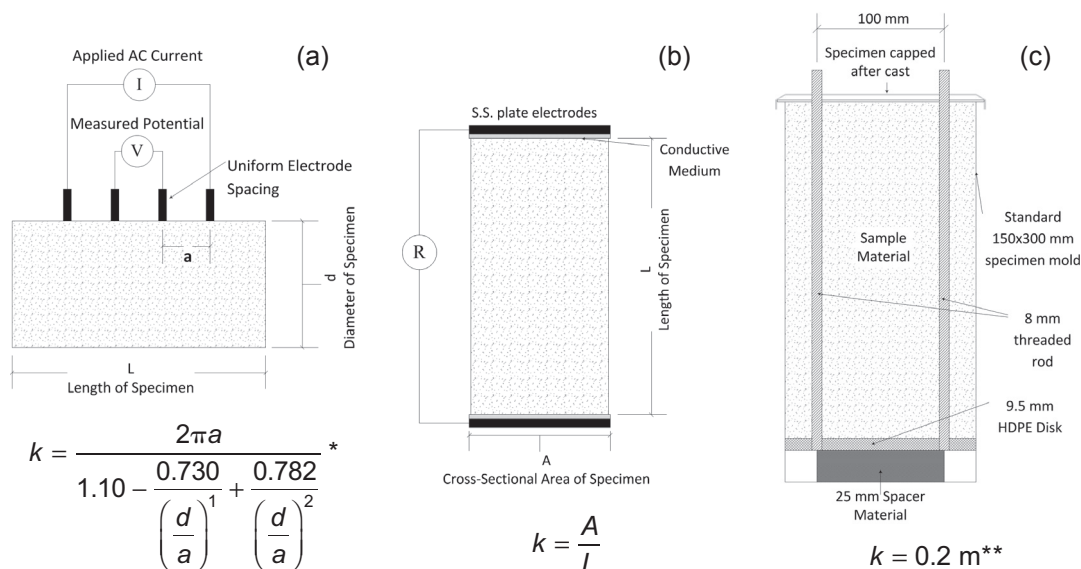 (a)
Applied AC Current
I
Measured Potential
V
Uniform Electrode
Spacing
a
d
Diameter of Specimen
L
Length of Specimen
k = 2πa / (1.10 − 0.730/(d/a)^1 + 0.782/(d/a)^2) *
(b)
S.S. plate electrodes
Conductive
Medium
R
L
Length of Specimen
A
Cross-Sectional Area of Specimen
k = A/L
(c)
100 mm
Specimen capped
after cast
Sample
Material
Standard
150x300 mm
specimen mold
8 mm
threaded
rod
9.5 mm
HDPE Disk
25 mm Spacer
Material
k = 0.2 m**